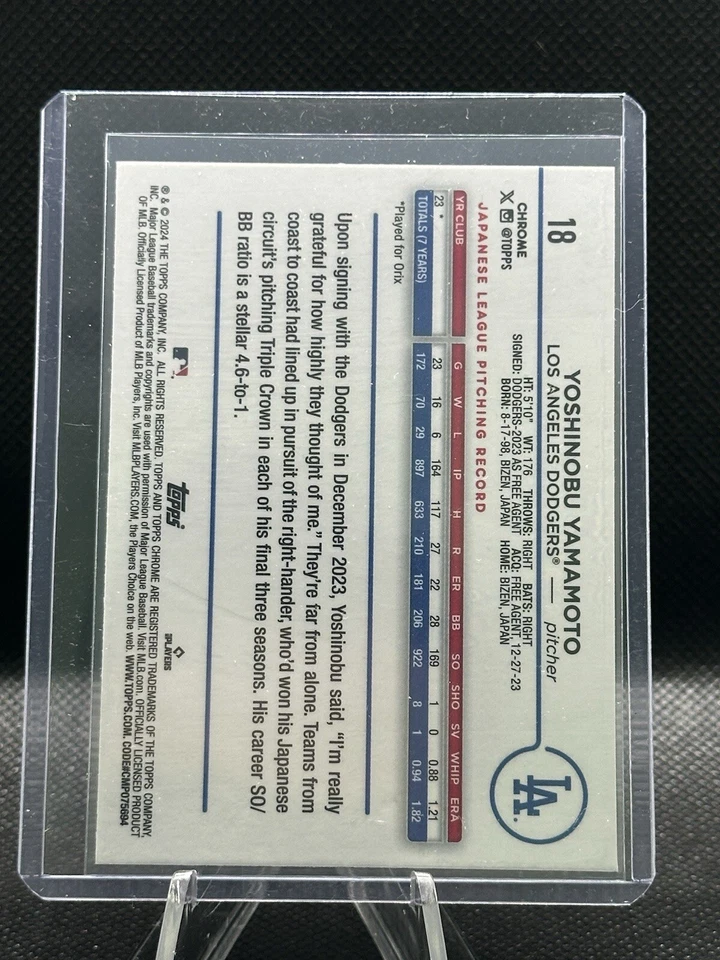 18
CHROME
X @TOPPS
YOSHINOBU YAMAMOTO
LOS ANGELES DODGERS® — pitcher
HT: 5'10" WT: 176 THROWS: RIGHT BATS: RIGHT
SIGNED: DODGERS-2023 AS FREE AGENT ACQ: FREE AGENT, 12-27-23
BORN: 8-17-98, BIZEN, JAPAN HOME: BIZEN, JAPAN
LA
JAPANESE LEAGUE PITCHING RECORD
YR CLUB G W L IP H R ER BB SO SHO SV WHIP ERA
23 * 23 16 6 164 117 27 22 28 169 1 0 0.88 1.21
TOTALS (7 YEARS) 172 70 29 897 633 210 181 206 922 8 1 0.94 1.82
*Played for Orix
Upon signing with the Dodgers in December 2023, Yoshinobu said, “I'm really
grateful for how highly they thought of me.” They're far from alone. Teams from
coast to coast had lined up in pursuit of the right-hander, who'd won his Japanese
circuit's pitching Triple Crown in each of his final three seasons. His career SO/
BB ratio is a stellar 4.6-to-1.
topps
PLAYERS
® & © 2024 THE TOPPS COMPANY, INC. ALL RIGHTS RESERVED. TOPPS AND TOPPS CHROME ARE REGISTERED TRADEMARKS OF THE TOPPS COMPANY,
INC. Major League Baseball trademarks and copyrights are used with permission of Major League Baseball. Visit MLB.com. OFFICIALLY LICENSED PRODUCT
OF MLB. Officially Licensed Product of MLB Players, Inc. Visit MLBPLAYERS.COM, the Players Choice on the web. WWW.TOPPS.COM. CODE#CMP075694